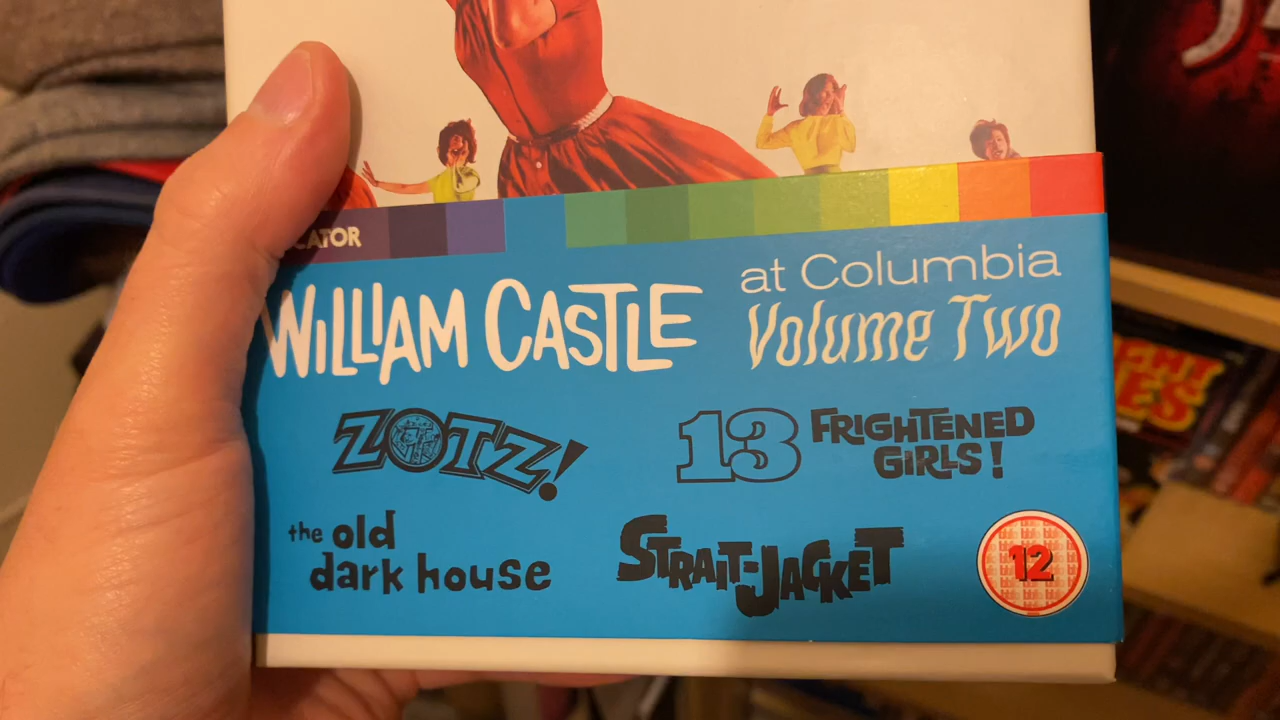 CATOR
WILLIAM CASTLE
at Columbia
Volume Two
ZOTZ!
13 FRIGHTENED
GIRLS!
the old
dark house
STRAIT-JACKET
12